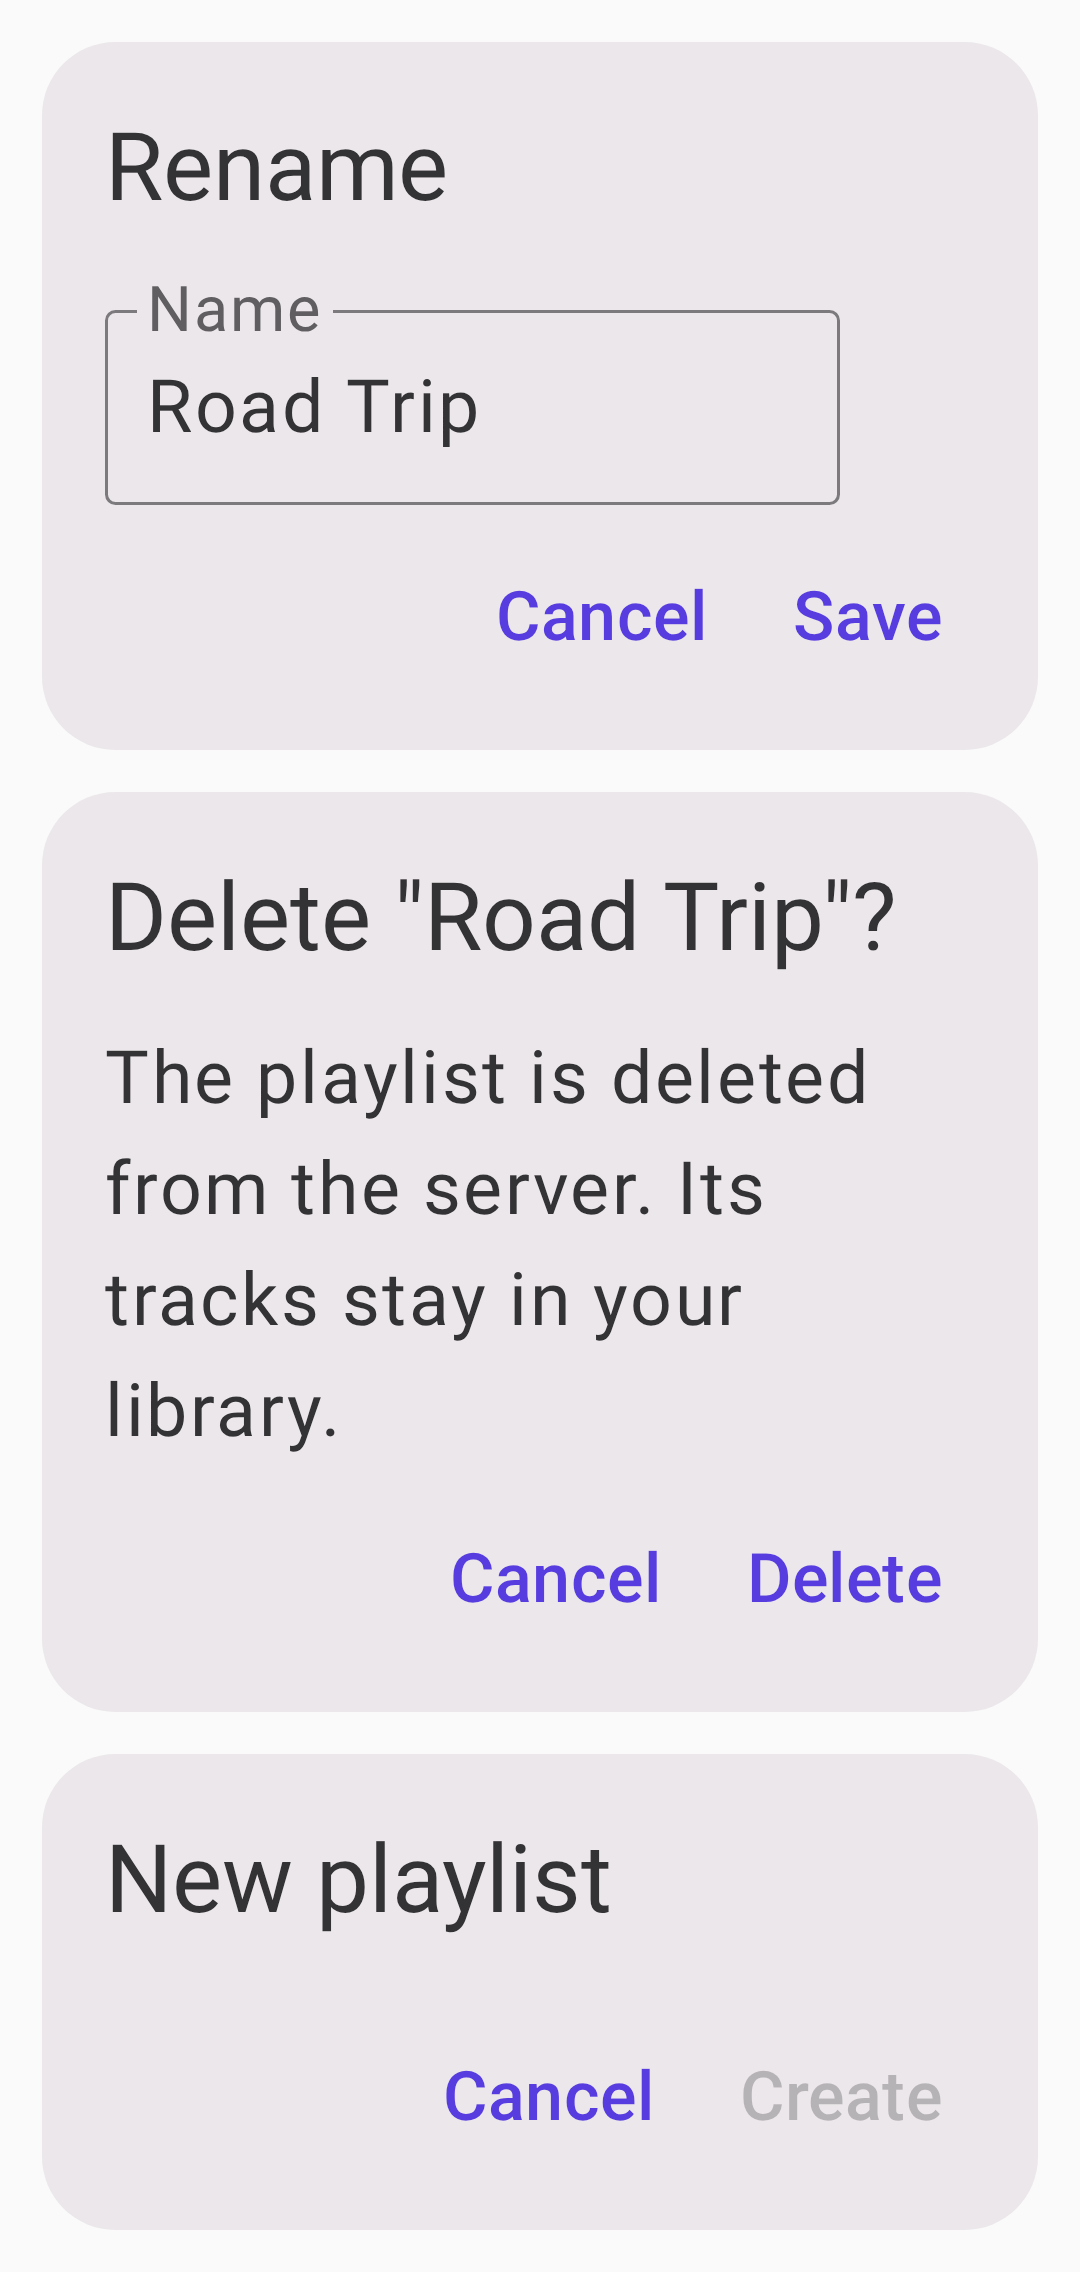 Rename
Name
Road Trip
Cancel Save
Delete "Road Trip"?
The playlist is deleted
from the server. Its
tracks stay in your
library.
Cancel Delete
New playlist
Cancel Create